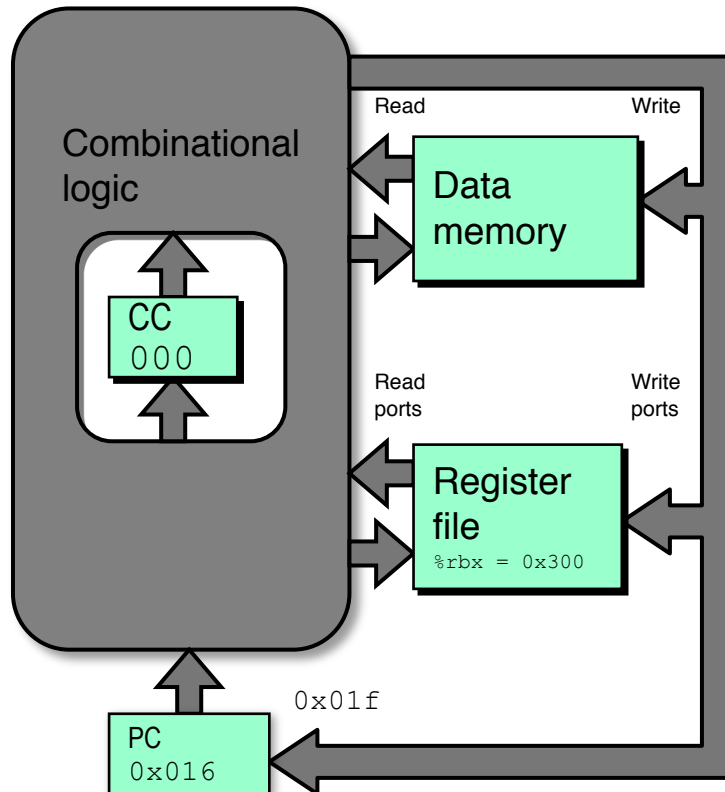 Read
Write
Combinational
logic
Data
memory
CC
000
Read
ports
Write
ports
Register
file
%rbx = 0x300
0x01f
PC
0x016